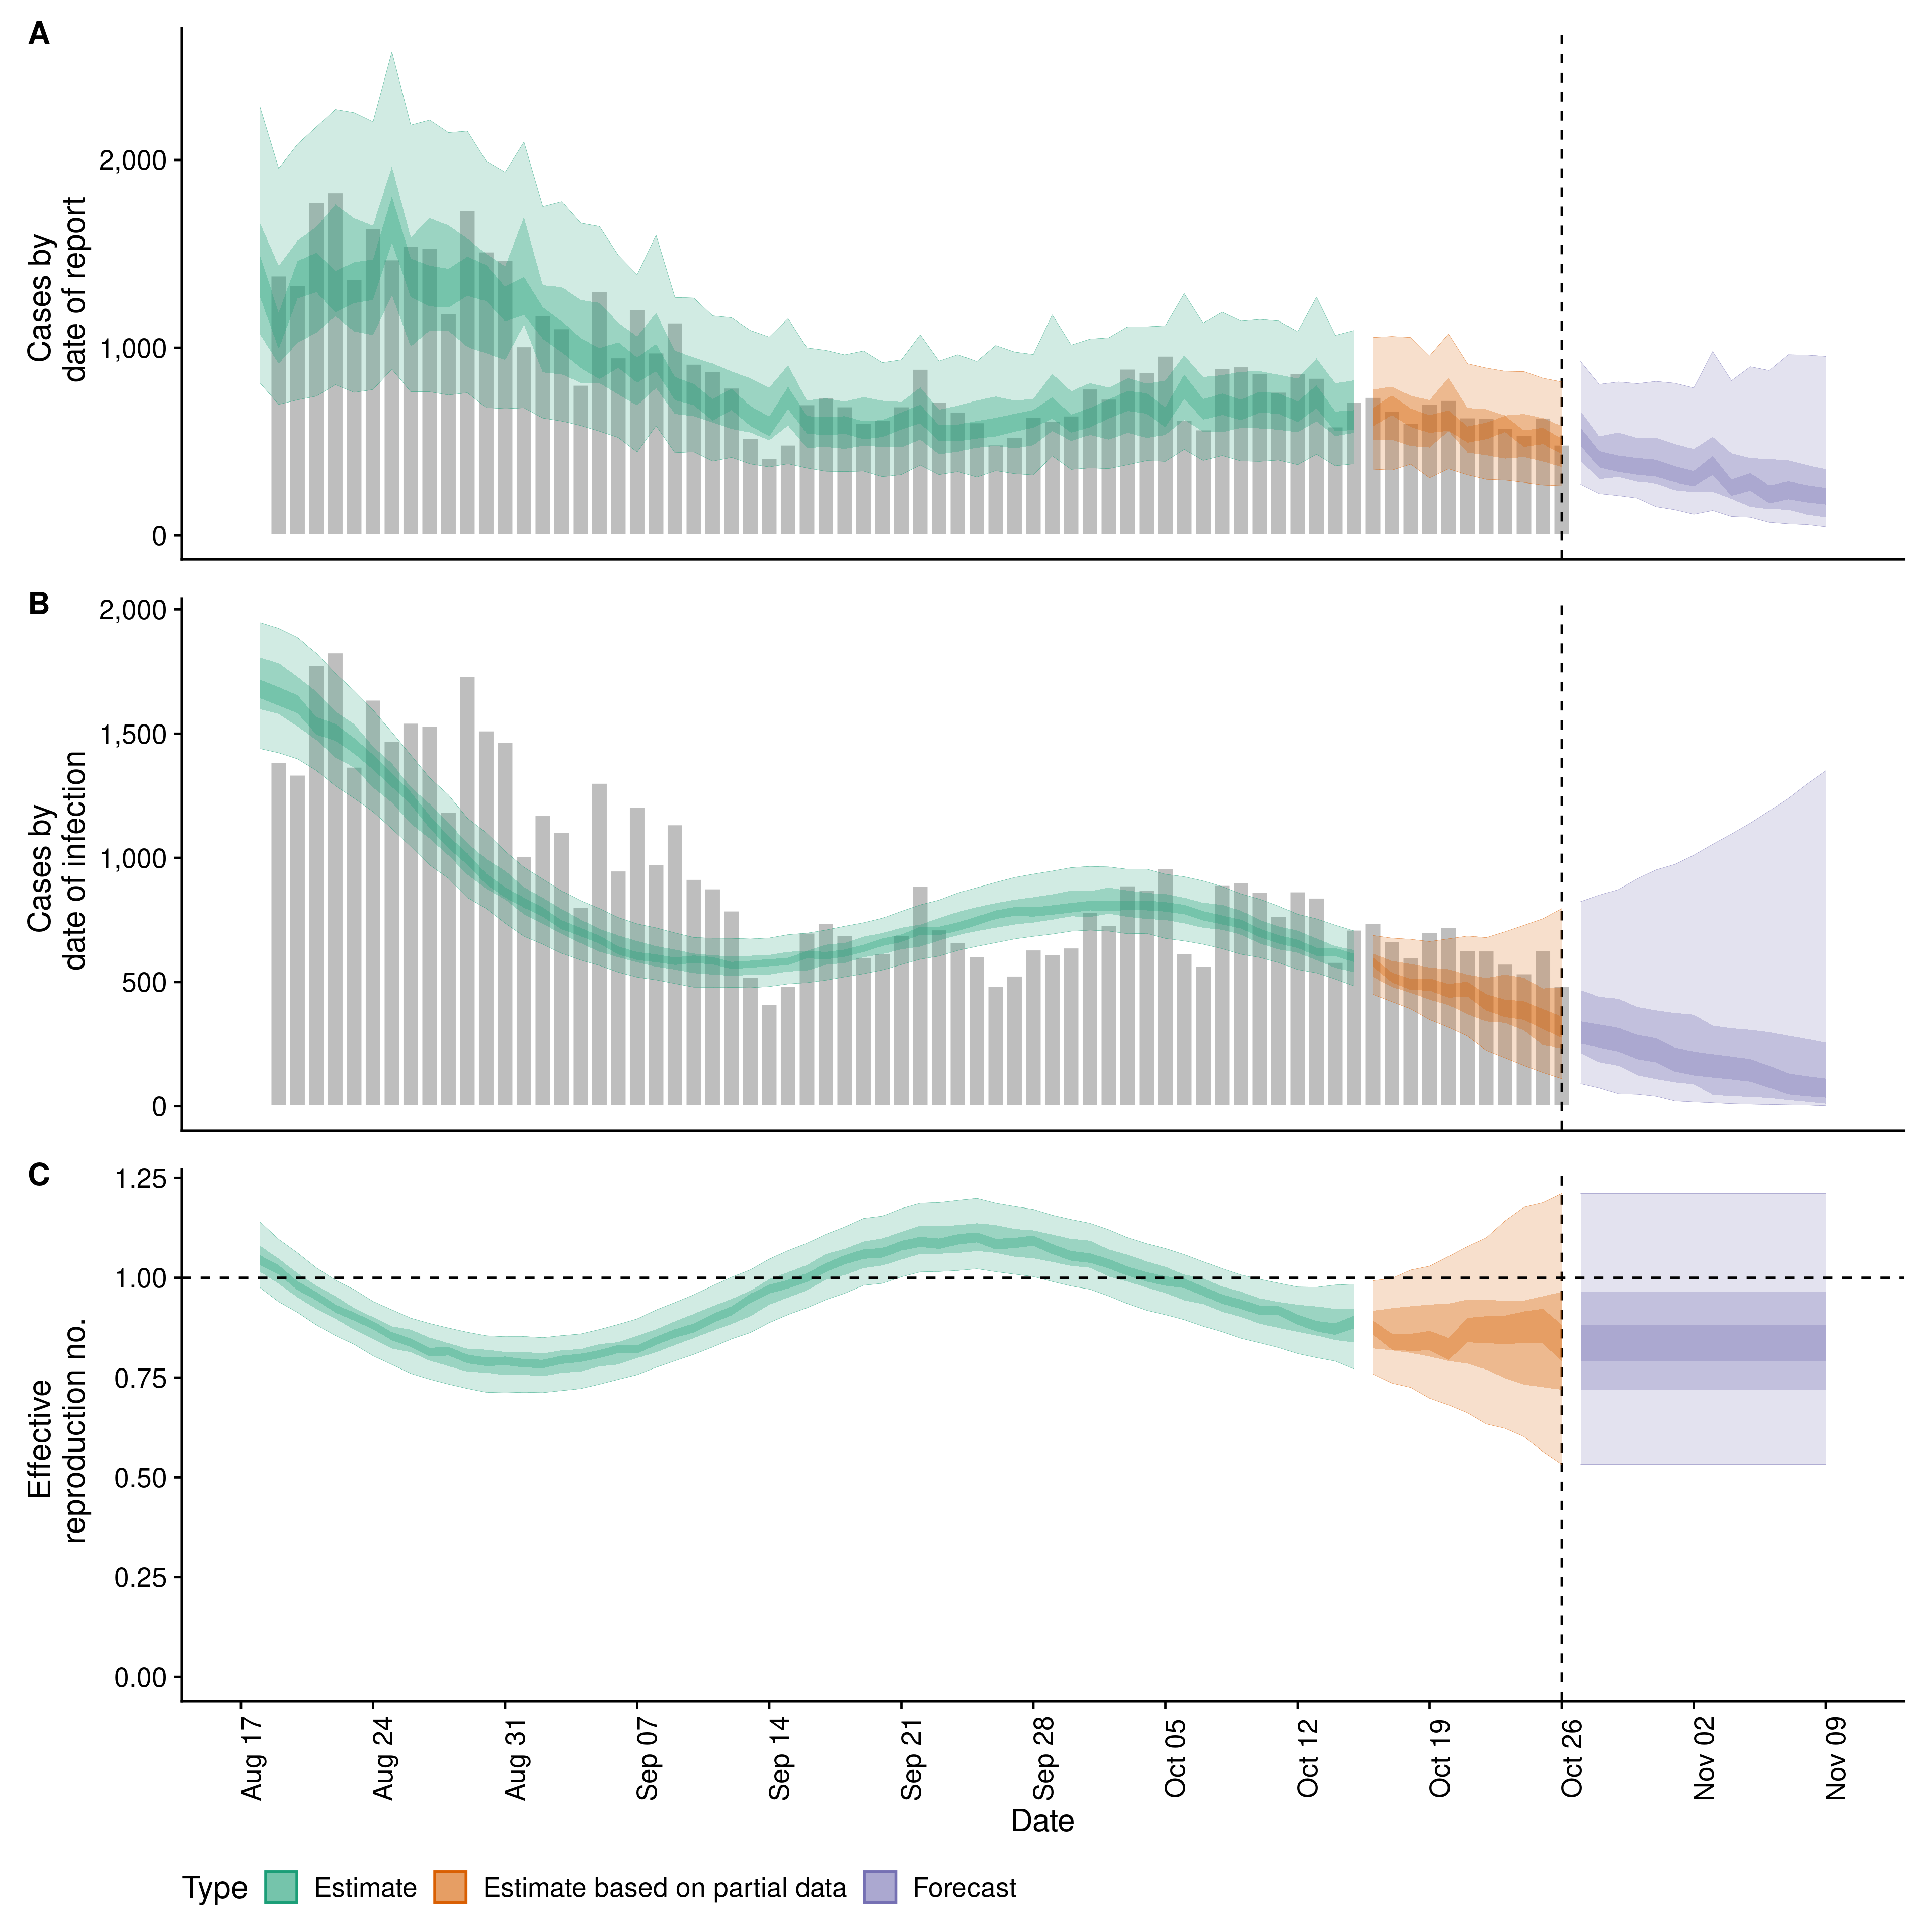 A
Cases by
date of report
2,000
1,000
0
B
Cases by
date of infection
2,000
1,500
1,000
500
0
C
Effective
reproduction no.
1.25
1.00
0.75
0.50
0.25
0.00
Aug 17
Aug 24
Aug 31
Sep 07
Sep 14
Sep 21
Sep 28
Oct 05
Oct 12
Oct 19
Oct 26
Nov 02
Nov 09
Date
Type Estimate Estimate based on partial data Forecast